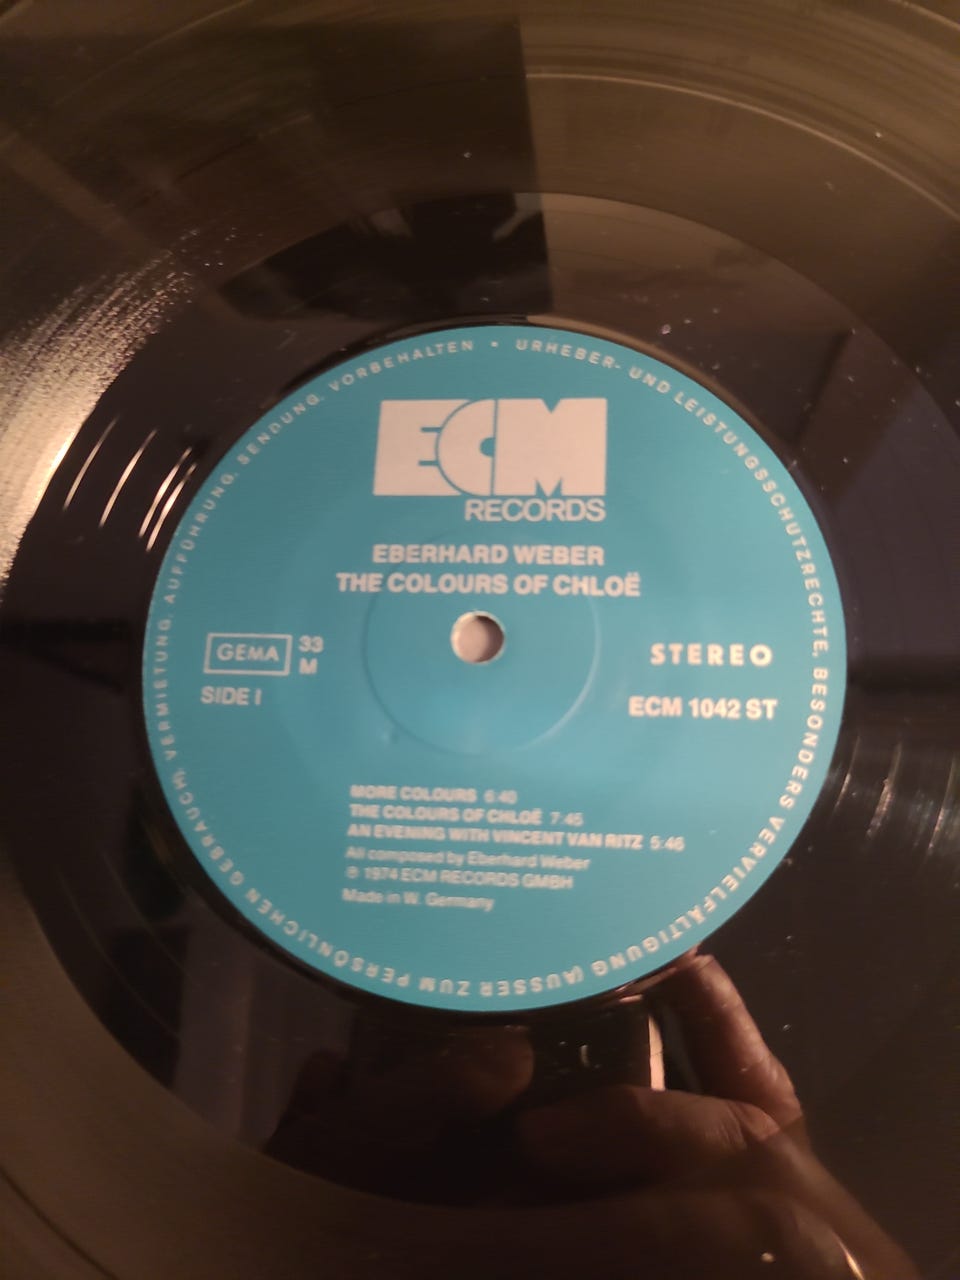 URHEBER- UND LEISTUNGSSCHUTZRECHTE, BESONDERS VERVIELFÄLTIGUNG (AUSSER ZUM PERSÖNLICHEN GEBRAUCH), VERMIETUNG, AUFFÜHRUNG, SENDUNG, VORBEHALTEN •
ECM
RECORDS
EBERHARD WEBER
THE COLOURS OF CHLOË
GEMA 33 STEREO
M
SIDE I ECM 1042 ST
MORE COLOURS 6:40
THE COLOURS OF CHLOË 7:45
AN EVENING WITH VINCENT VAN RITZ 5:46
All composed by Eberhard Weber
℗ 1974 ECM RECORDS GMBH
Made in W. Germany